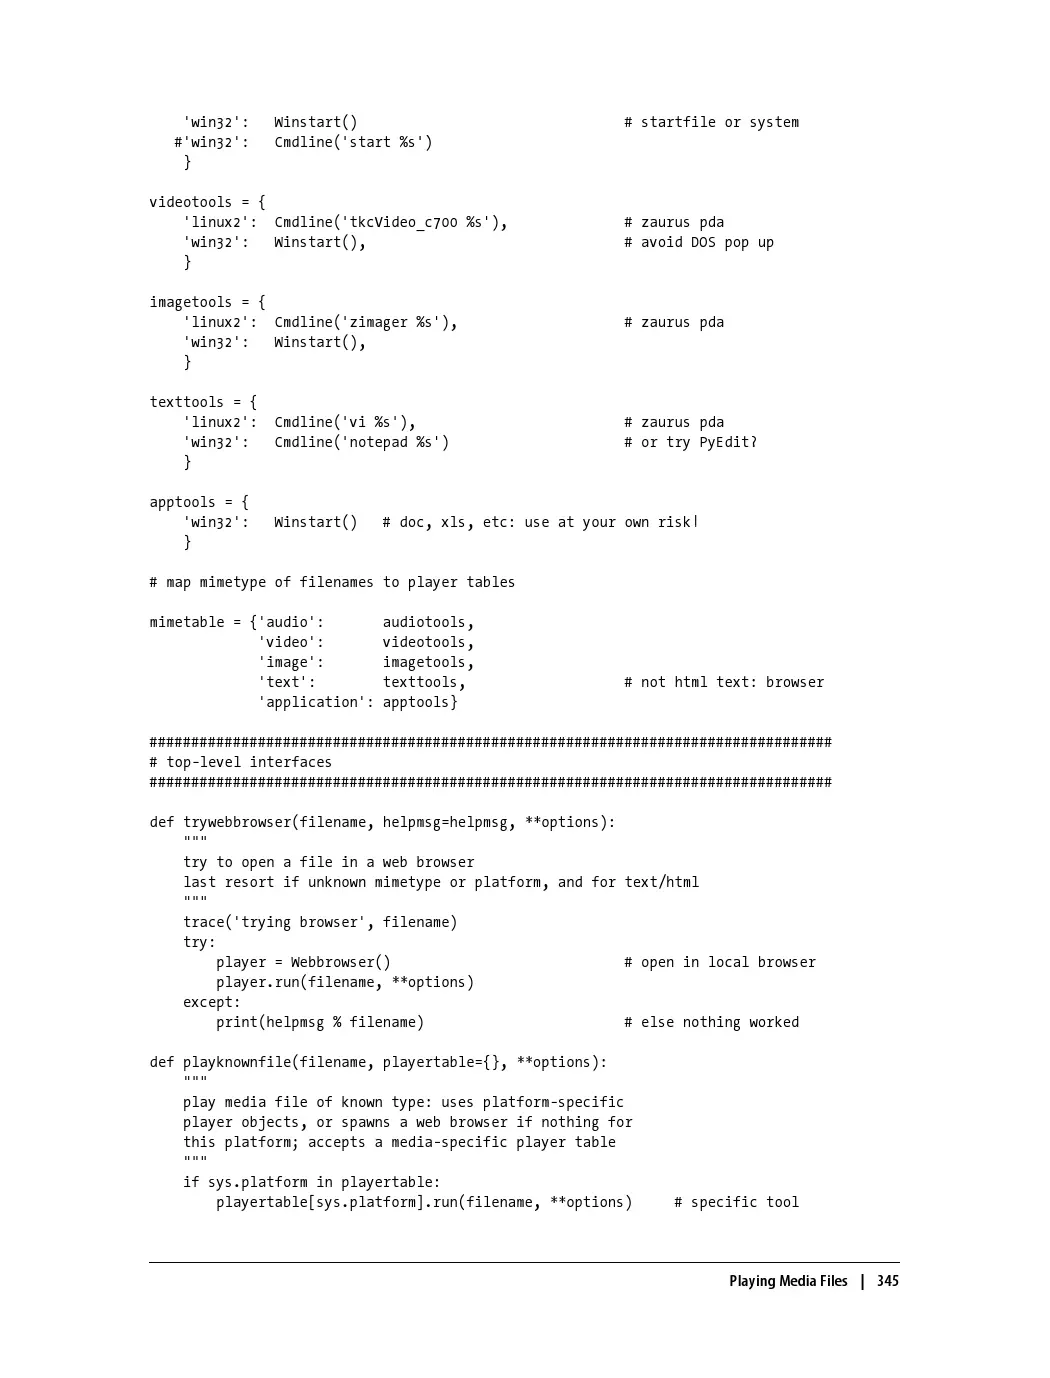 'win32':   Winstart()                                # startfile or system
   #'win32':   Cmdline('start %s')
    }
videotools = {
    'linux2':  Cmdline('tkcVideo_c700 %s'),              # zaurus pda
    'win32':   Winstart(),                               # avoid DOS pop up
    }
imagetools = {
    'linux2':  Cmdline('zimager %s'),                    # zaurus pda
    'win32':   Winstart(),
    }
texttools = {
    'linux2':  Cmdline('vi %s'),                         # zaurus pda
    'win32':   Cmdline('notepad %s')                     # or try PyEdit?
    }
apptools = {
    'win32':   Winstart()   # doc, xls, etc: use at your own risk!
    }
# map mimetype of filenames to player tables
mimetable = {'audio':       audiotools,
             'video':       videotools,
             'image':       imagetools,
             'text':        texttools,                   # not html text: browser
             'application': apptools}
##################################################################################
# top-level interfaces
##################################################################################
def trywebbrowser(filename, helpmsg=helpmsg, **options):
    """
    try to open a file in a web browser
    last resort if unknown mimetype or platform, and for text/html
    """
    trace('trying browser', filename)
    try:
        player = Webbrowser()                            # open in local browser
        player.run(filename, **options)
    except:
        print(helpmsg % filename)                        # else nothing worked
def playknownfile(filename, playertable={}, **options):
    """
    play media file of known type: uses platform-specific
    player objects, or spawns a web browser if nothing for
    this platform; accepts a media-specific player table
    """
    if sys.platform in playertable:
        playertable[sys.platform].run(filename, **options)     # specific tool
Playing Media Files | 345